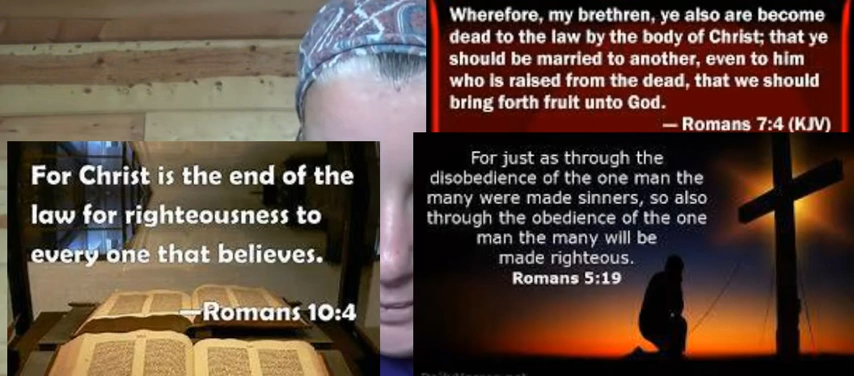 Wherefore, my brethren, ye also are become
dead to the law by the body of Christ; that ye
should be married to another, even to him
who is raised from the dead, that we should
bring forth fruit unto God.
— Romans 7:4 (KJV)
For Christ is the end of the
law for righteousness to
every one that believes.
—Romans 10:4
For just as through the
disobedience of the one man the
many were made sinners, so also
through the obedience of the one
man the many will be
made righteous.
Romans 5:19